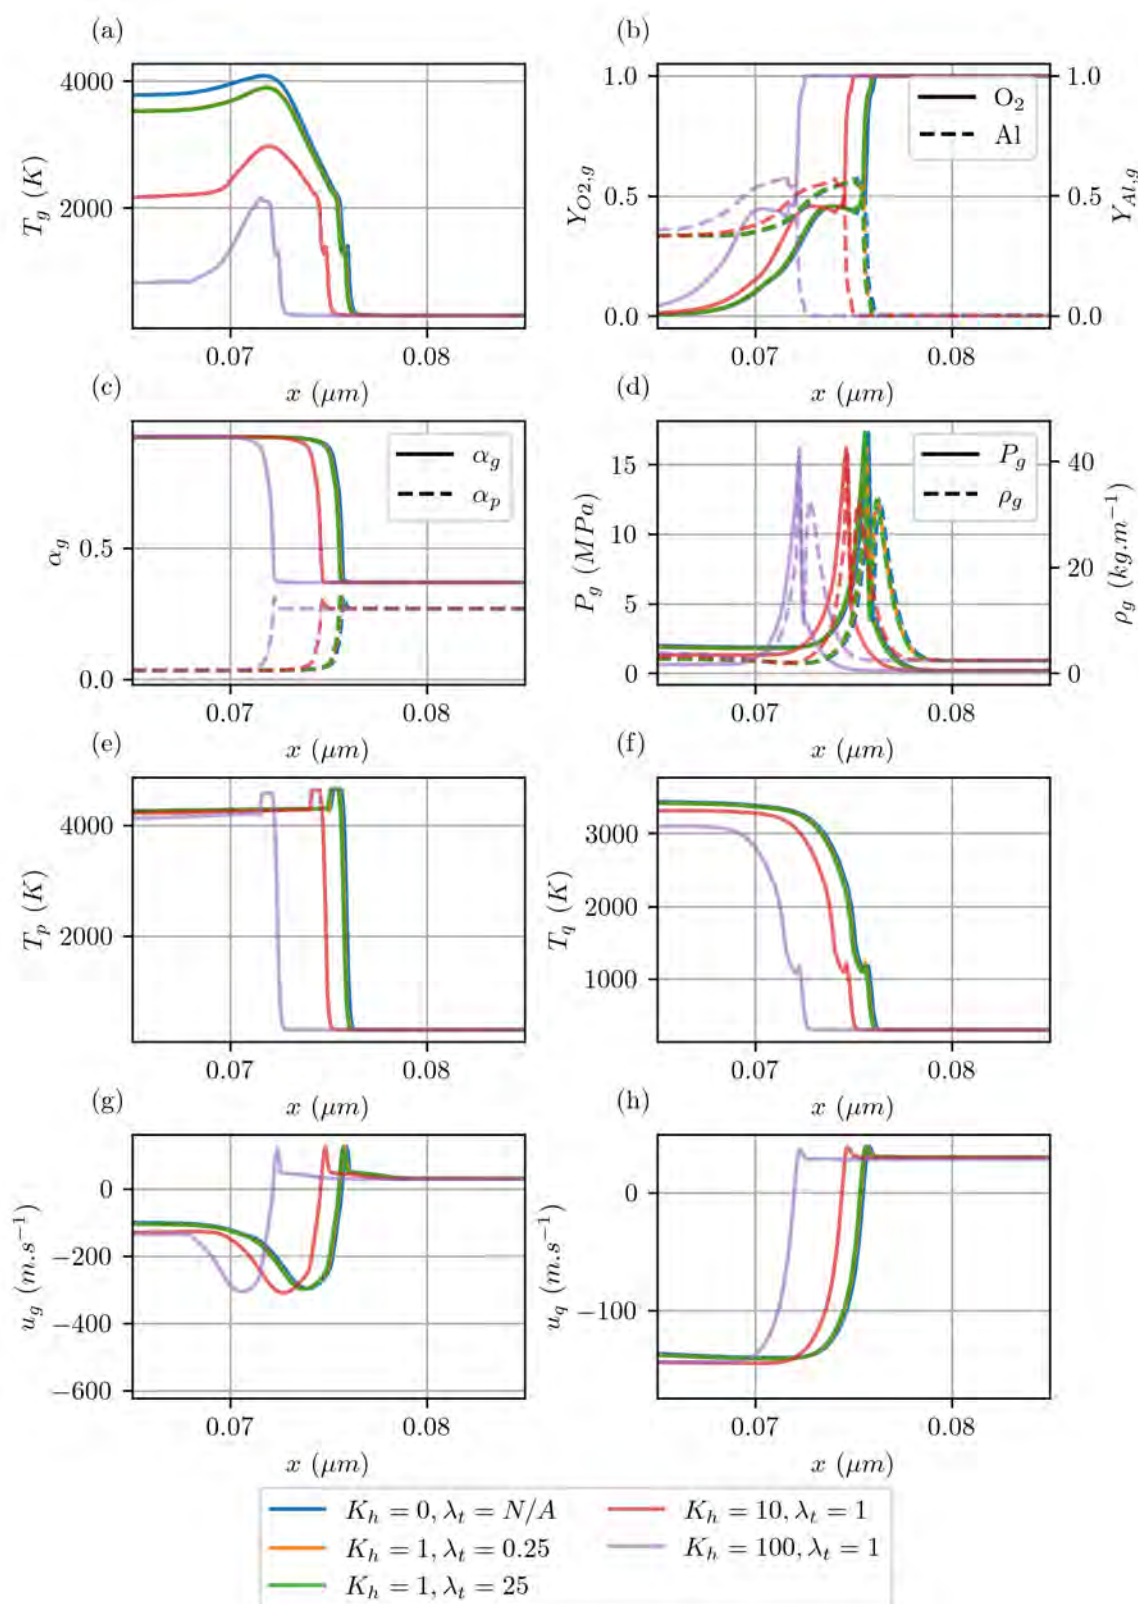 (a)
4000
2000
T_g (K)
0.07
0.08
x (μm)
(b)
1.0
0.5
0.0
Y_{O2,g}
O_2
Al
1.0
0.5
0.0
Y_{Al,g}
0.07
0.08
x (μm)
(c)
0.5
0.0
α_g
α_g
α_p
0.07
0.08
x (μm)
(d)
15
10
5
0
P_g (MPa)
P_g
ρ_g
40
20
0
ρ_g (kg.m^{-1})
0.07
0.08
x (μm)
(e)
4000
2000
T_p (K)
0.07
0.08
x (μm)
(f)
3000
2000
1000
T_q (K)
0.07
0.08
x (μm)
(g)
0
−200
−400
−600
u_g (m.s^{-1})
0.07
0.08
x (μm)
(h)
0
−100
u_q (m.s^{-1})
0.07
0.08
x (μm)
K_h = 0, λ_t = N/A
K_h = 1, λ_t = 0.25
K_h = 1, λ_t = 25
K_h = 10, λ_t = 1
K_h = 100, λ_t = 1